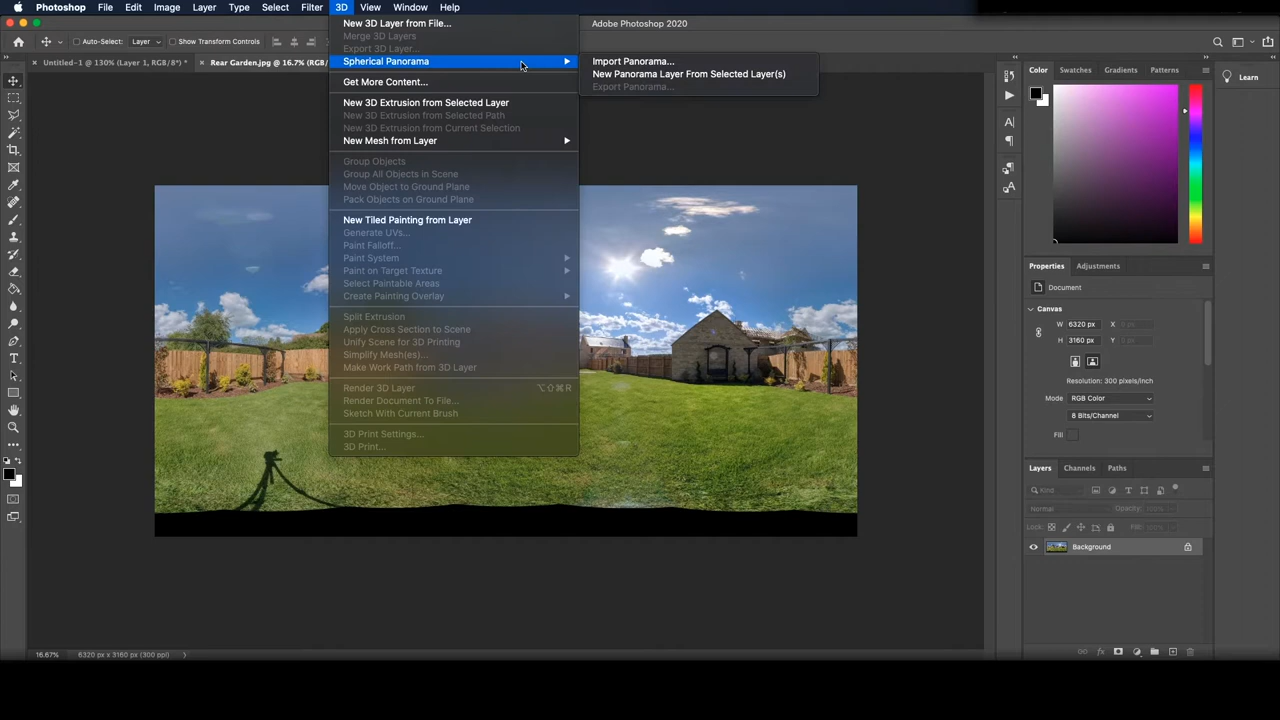 Photoshop File Edit Image Layer Type Select Filter 3D View Window Help
Adobe Photoshop 2020
Auto-Select: Layer Show Transform Controls
Untitled-1 @ 130% (Layer 1, RGB/8*) *
Rear Garden.jpg @ 16.7% (RGB/
New 3D Layer from File...
Merge 3D Layers
Export 3D Layer...
Spherical Panorama
Get More Content...
New 3D Extrusion from Selected Layer
New 3D Extrusion from Selected Path
New 3D Extrusion from Current Selection
New Mesh from Layer
Group Objects
Group All Objects in Scene
Move Object to Ground Plane
Pack Objects on Ground Plane
New Tiled Painting from Layer
Generate UVs...
Paint Falloff...
Paint System
Paint on Target Texture
Select Paintable Areas
Create Painting Overlay
Split Extrusion
Apply Cross Section to Scene
Unify Scene for 3D Printing
Simplify Mesh(es)...
Make Work Path from 3D Layer
Render 3D Layer ⌥⇧⌘R
Render Document To File...
Sketch With Current Brush
3D Print Settings...
3D Print...
Import Panorama...
New Panorama Layer From Selected Layer(s)
Export Panorama...
Color Swatches Gradients Patterns
Learn
Properties Adjustments
Document
Canvas
W 6320 px X 0 px
H 3160 px Y 0 px
Resolution: 300 pixels/inch
Mode RGB Color
8 Bits/Channel
Fill
Layers Channels Paths
Kind
Normal Opacity: 100%
Lock: Fill: 100%
Background
16.67% 6320 px x 3160 px (300 ppi)